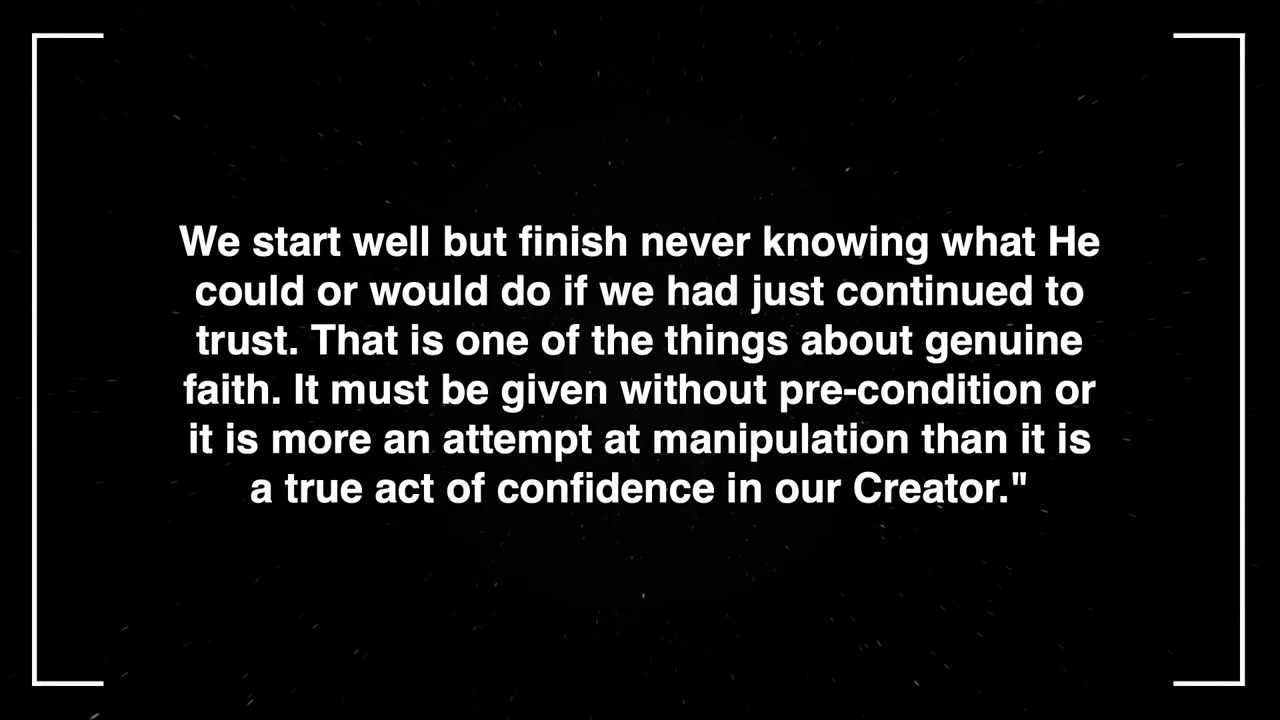 We start well but finish never knowing what He
could or would do if we had just continued to
trust. That is one of the things about genuine
faith. It must be given without pre-condition or
it is more an attempt at manipulation than it is
a true act of confidence in our Creator."